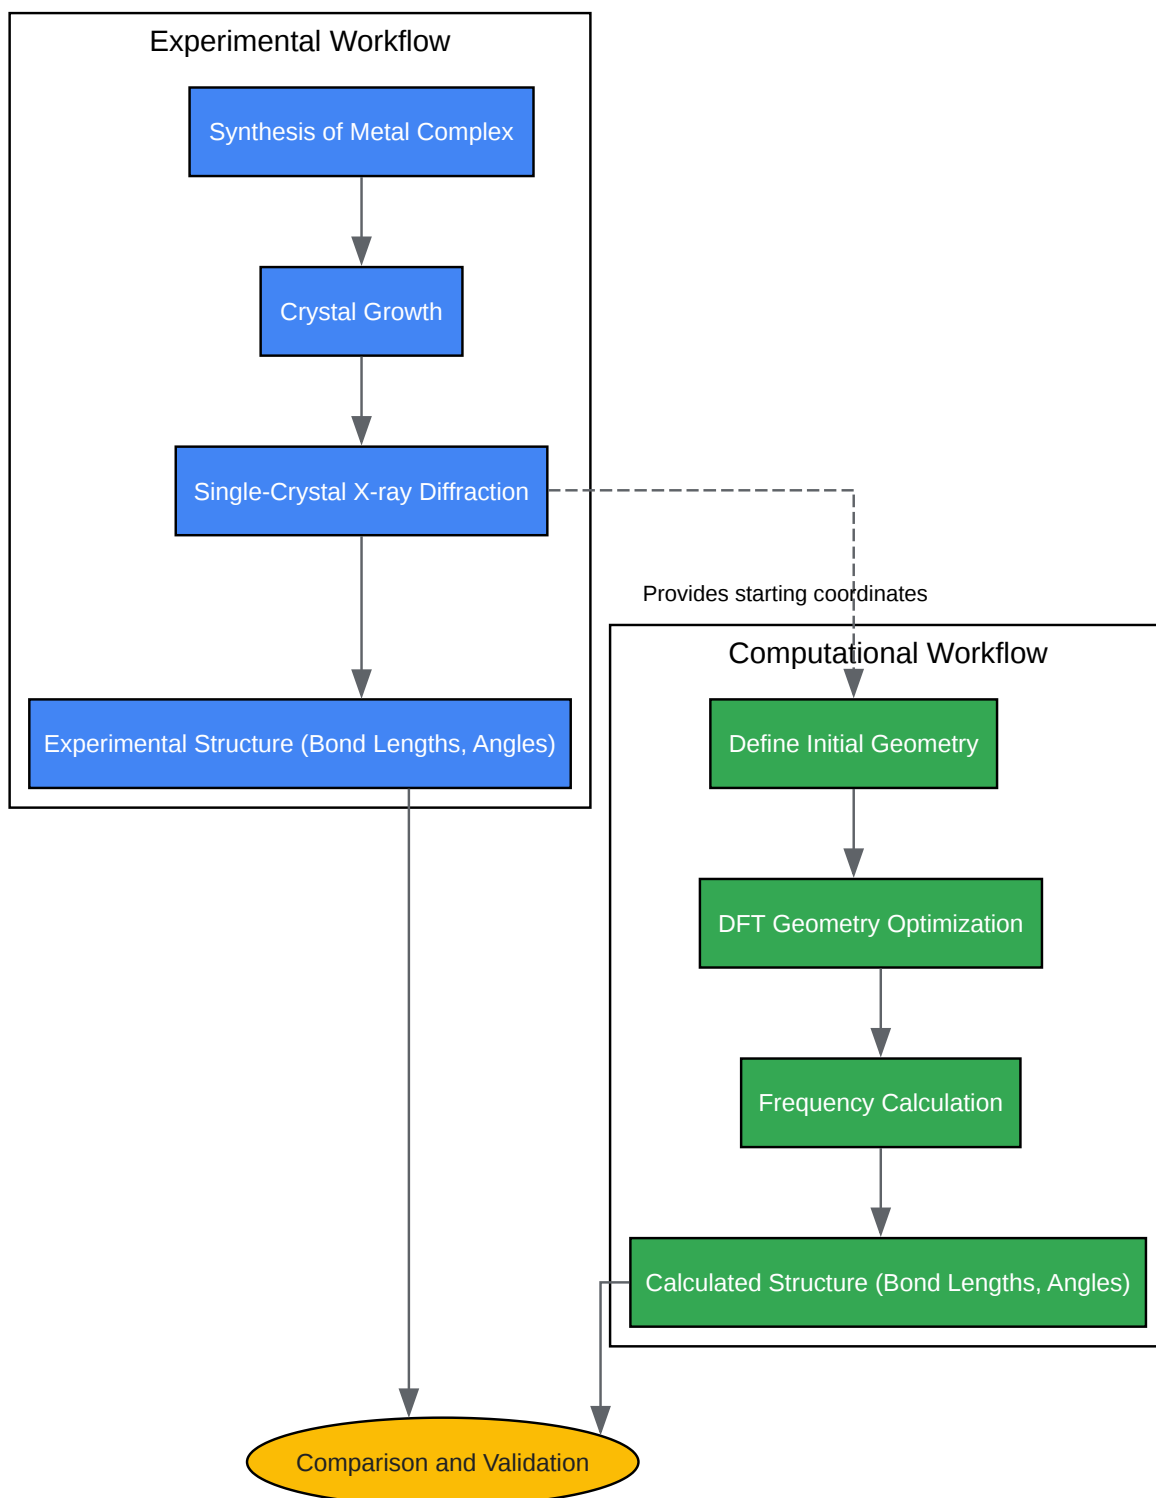 Experimental Workflow
Synthesis of Metal Complex
Crystal Growth
Single-Crystal X-ray Diffraction
Provides starting coordinates
Computational Workflow
Experimental Structure (Bond Lengths, Angles)
Define Initial Geometry
DFT Geometry Optimization
Frequency Calculation
Calculated Structure (Bond Lengths, Angles)
Comparison and Validation